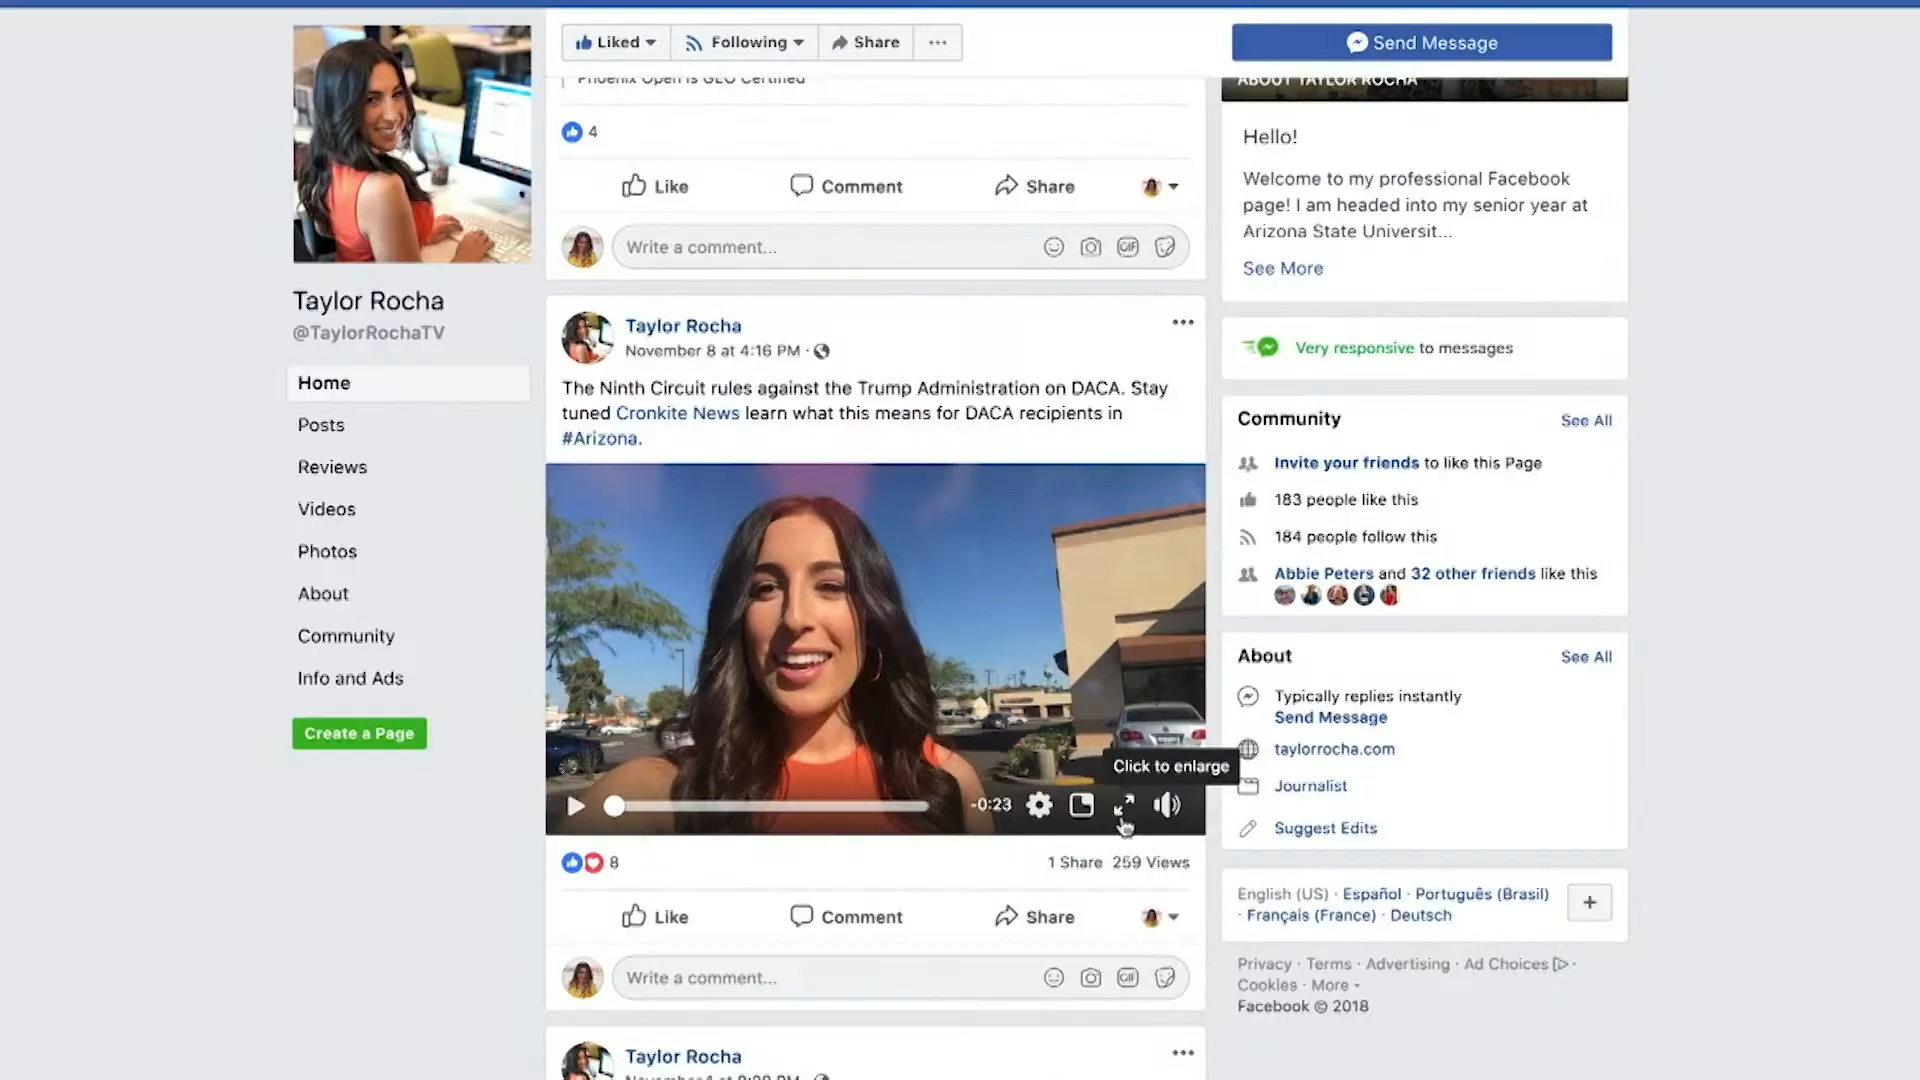 Liked
Following
Share
Send Message
Phoenix Open is GEO Certified
ABOUT TAYLOR ROCHA
4
Like
Comment
Share
Write a comment...
GIF
Hello!
Welcome to my professional Facebook
page! I am headed into my senior year at
Arizona State Universit...
See More
Taylor Rocha
@TaylorRochaTV
Home
Posts
Reviews
Videos
Photos
About
Community
Info and Ads
Create a Page
Taylor Rocha
November 8 at 4:16 PM ·
The Ninth Circuit rules against the Trump Administration on DACA. Stay
tuned Cronkite News learn what this means for DACA recipients in
#Arizona.
-0:23
Click to enlarge
8
1 Share 259 Views
Like
Comment
Share
Write a comment...
GIF
Taylor Rocha
Very responsive to messages
Community
See All
Invite your friends to like this Page
183 people like this
184 people follow this
Abbie Peters and 32 other friends like this
About
See All
Typically replies instantly
Send Message
taylorrocha.com
Journalist
Suggest Edits
English (US) · Español · Português (Brasil)
· Français (France) · Deutsch
+
Privacy · Terms · Advertising · Ad Choices ·
Cookies · More
Facebook © 2018